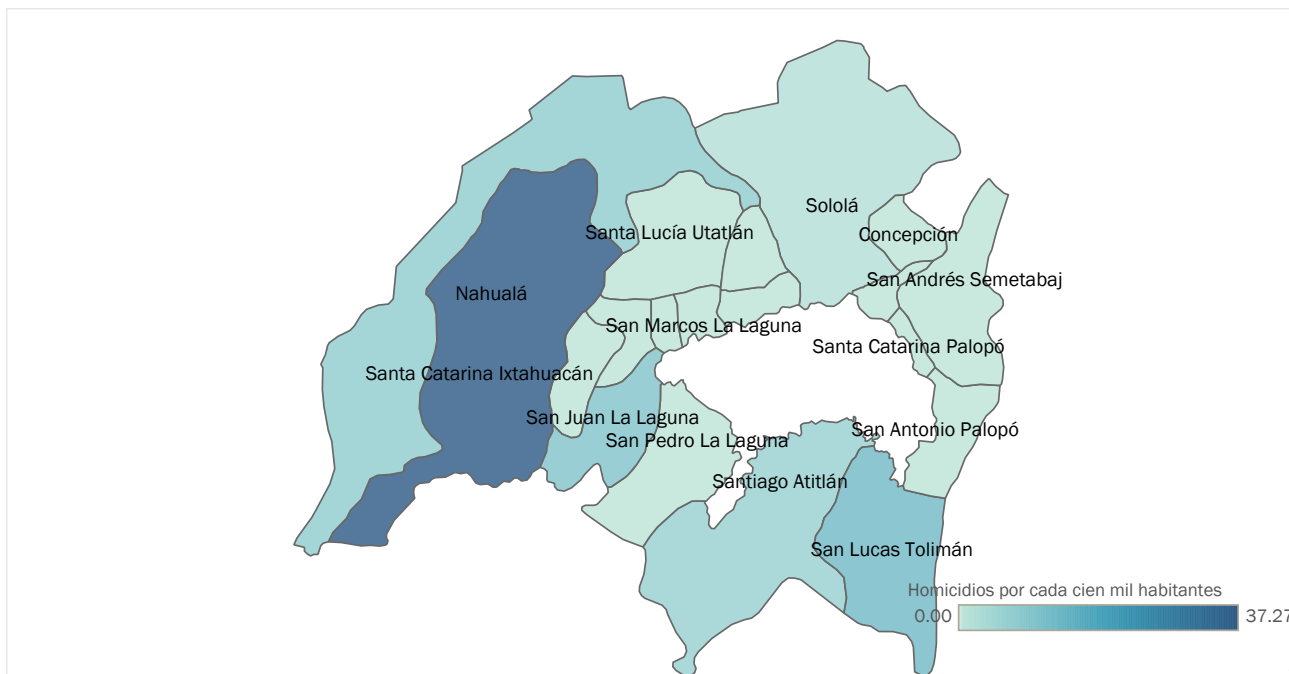 Sololá
Santa Lucía Utatlán
Concepción
San Andrés Semetabaj
Nahualá
San Marcos La Laguna
Santa Catarina Palopó
Santa Catarina Ixtahuacán
San Juan La Laguna
San Antonio Palopó
San Pedro La Laguna
Santiago Atitlán
San Lucas Tolimán
Homicidios por cada cien mil habitantes
0.00 37.27